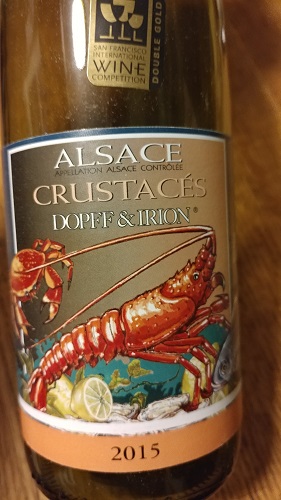 SAN FRANCISCO
INTERNATIONAL
WINE
COMPETITION
DOUBLE GOLD
ALSACE
APPELLATION ALSACE CONTRÔLÉE
CRUSTACÉS
DOPFF & IRION®
2015